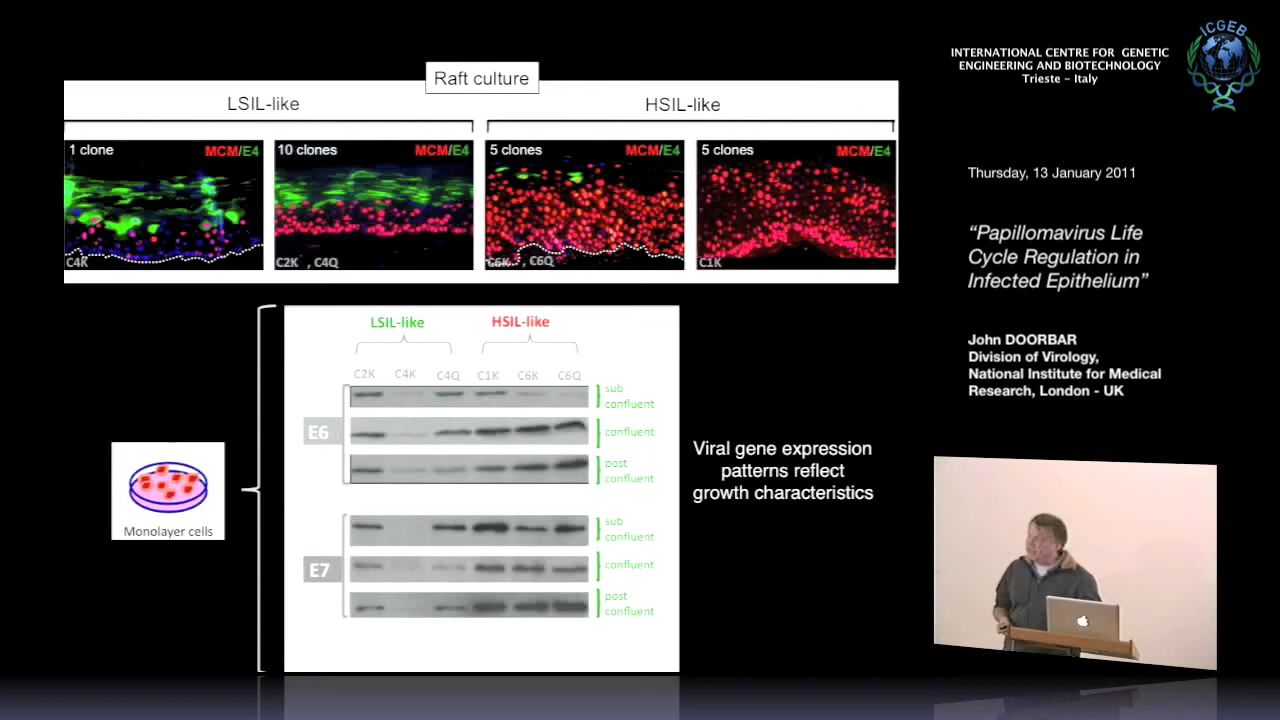 Raft culture
LSIL-like
HSIL-like
1 clone MCM/E4
10 clones MCM/E4
5 clones MCM/E4
5 clones MCM/E4
C4K
C2K , C4Q
C6K , C6Q
C1K
LSIL-like
HSIL-like
C2K C4K C4Q C1K C6K C6Q
sub
confluent
E6
confluent
post
confluent
sub
confluent
E7
confluent
post
confluent
Monolayer cells
Viral gene expression
patterns reflect
growth characteristics
INTERNATIONAL CENTRE FOR GENETIC
ENGINEERING AND BIOTECHNOLOGY
Trieste – Italy
ICGEB
Thursday, 13 January 2011
“Papillomavirus Life
Cycle Regulation in
Infected Epithelium”
John DOORBAR
Division of Virology,
National Institute for Medical
Research, London - UK